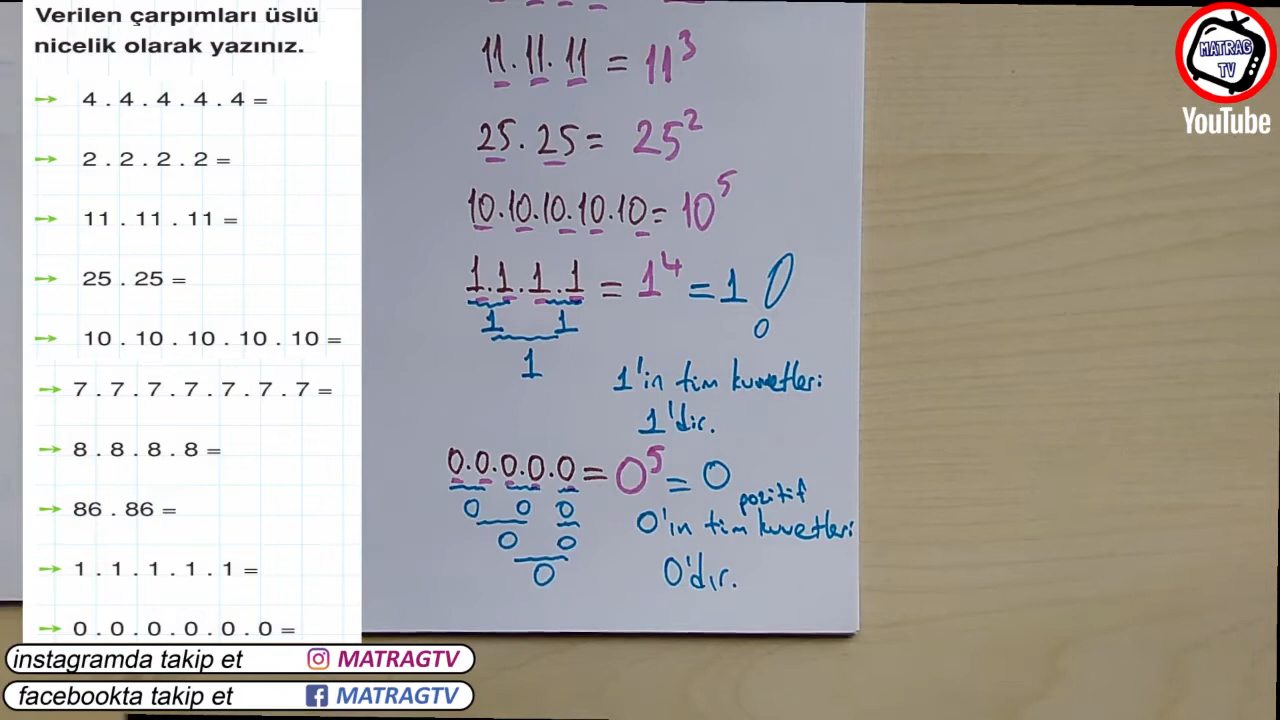 Verilen çarpımları üslü
nicelik olarak yazınız.
4 . 4 . 4 . 4 . 4 =
2 . 2 . 2 . 2 =
11 . 11 . 11 =
25 . 25 =
10 . 10 . 10 . 10 . 10 =
7 . 7 . 7 . 7 . 7 . 7 . 7 =
8 . 8 . 8 . 8 =
86 . 86 =
1 . 1 . 1 . 1 . 1 =
0 . 0 . 0 . 0 . 0 . 0 =
11 . 11 . 11 = 11³
25 . 25 = 25²
10 . 10 . 10 . 10 . 10 = 10⁵
1 . 1 . 1 . 1 = 1⁴ = 1
1 1
1
1'in tüm kuvvetleri
1'dir.
0 . 0 . 0 . 0 . 0 = 0⁵ = 0
0 0 0
0 0
0
pozitif
0'ın tüm kuvvetleri
0'dır.
MATRAG
TV
YouTube
instagramda takip et MATRAGTV
facebookta takip et MATRAGTV